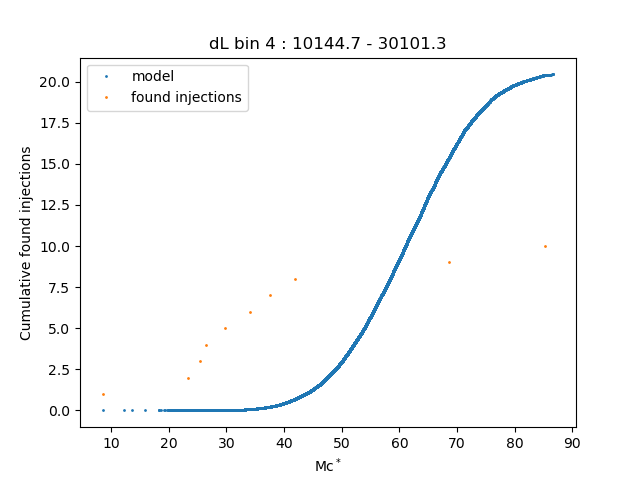 dL bin 4 : 10144.7 - 30101.3
model
found injections
Cumulative found injections
20.0
17.5
15.0
12.5
10.0
7.5
5.0
2.5
0.0
10 20 30 40 50 60 70 80 90
Mc*